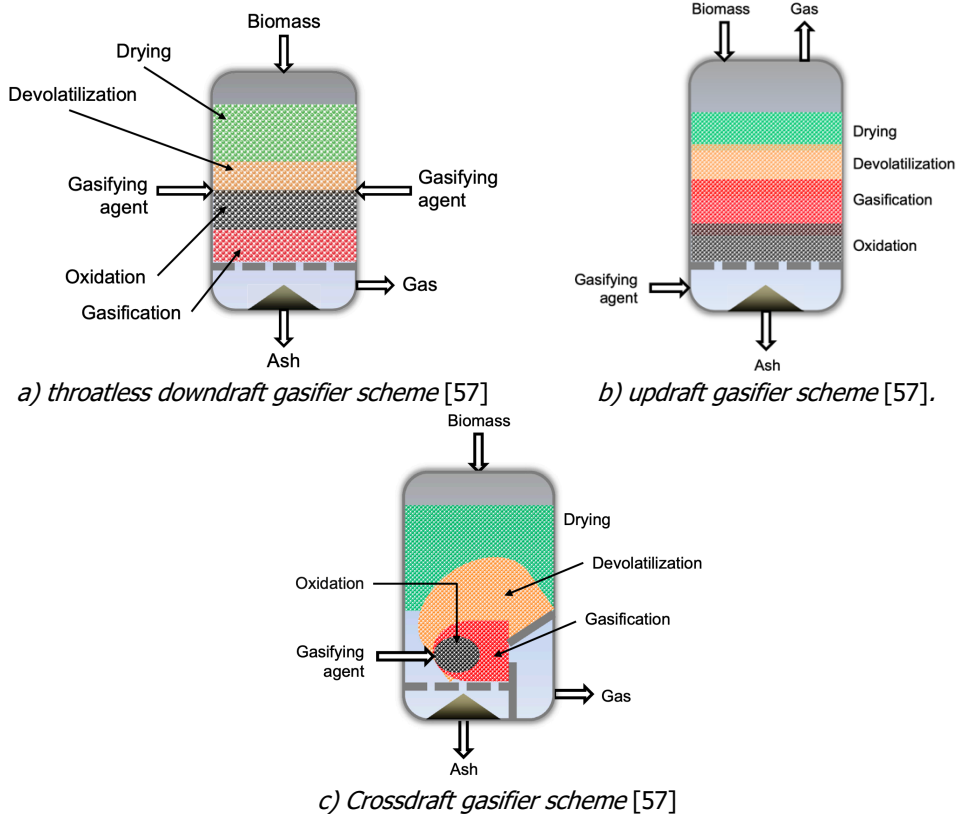 Biomass
Drying
Devolatilization
Gasifying
agent
Gasifying
agent
Oxidation
Gasification
Gas
Ash
a) throatless downdraft gasifier scheme [57]
Biomass
Gas
Drying
Devolatilization
Gasification
Oxidation
Gasifying
agent
Ash
b) updraft gasifier scheme [57].
Biomass
Drying
Devolatilization
Oxidation
Gasification
Gasifying
agent
Gas
Ash
c) Crossdraft gasifier scheme [57]